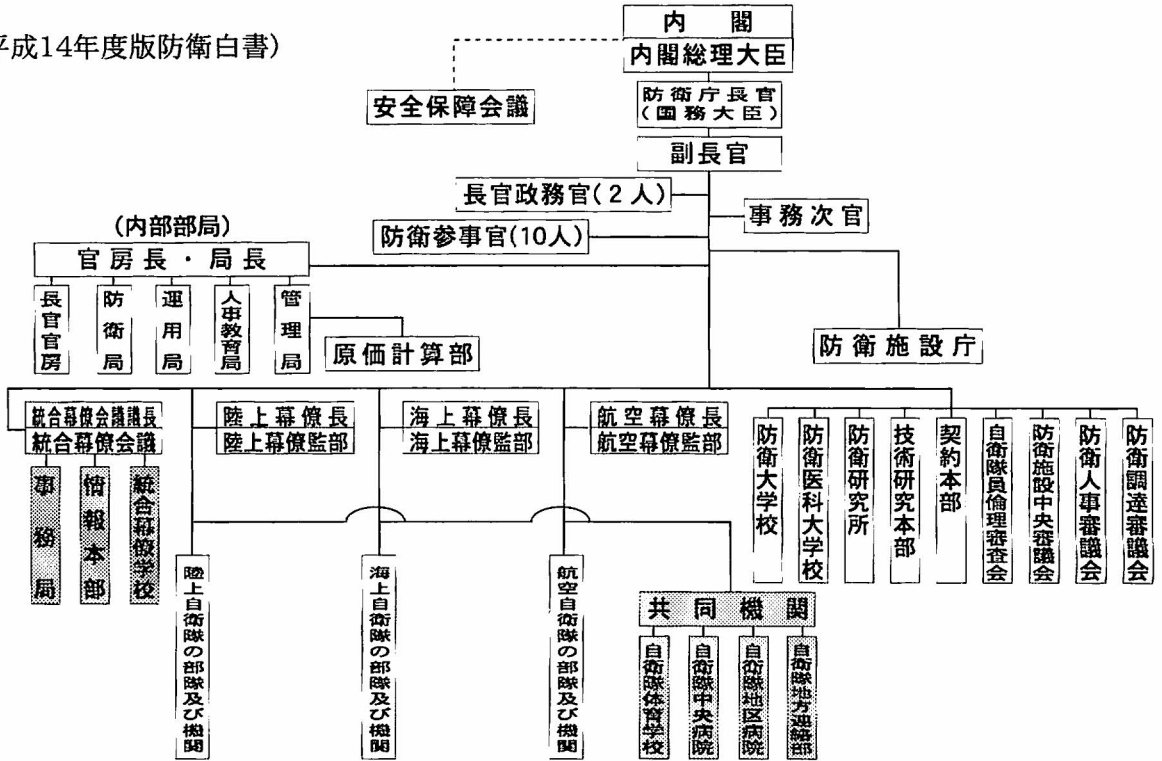 平成14年度版防衛白書)
内閣
内閣総理大臣
安全保障会議
防衛庁長官
(国務大臣)
副長官
長官政務官(2人)
事務次官
防衛参事官(10人)
(内部部局)
官房長・局長
長官官房
防衛局
運用局
人事教育局
管理局
原価計算部
防衛施設庁
統合幕僚会議議長
統合幕僚会議
陸上幕僚長
陸上幕僚監部
海上幕僚長
海上幕僚監部
航空幕僚長
航空幕僚監部
事務局
情報本部
統合幕僚学校
防衛大学校
防衛医科大学校
防衛研究所
技術研究本部
契約本部
自衛隊員倫理審査会
防衛施設中央審議会
防衛人事審議会
防衛調達審議会
陸上自衛隊の部隊及び機関
海上自衛隊の部隊及び機関
航空自衛隊の部隊及び機関
共同機関
自衛隊体育学校
自衛隊中央病院
自衛隊地区病院
自衛隊地方連絡部